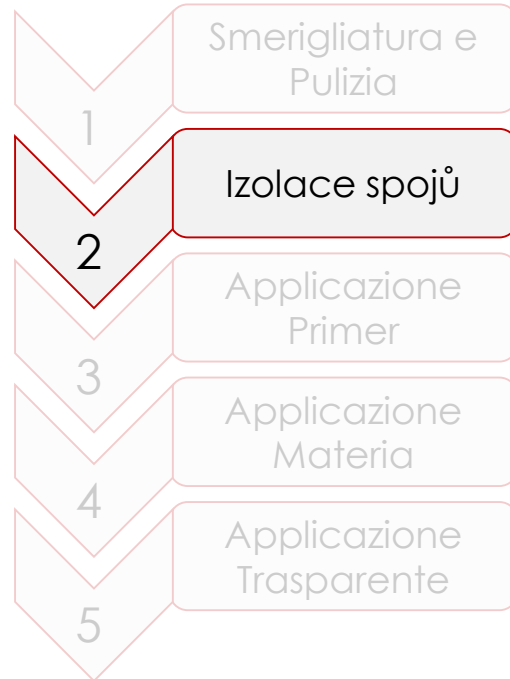 1
Smerigliatura e
Pulizia
2
Izolace spojů
3
Applicazione
Primer
4
Applicazione
Materia
5
Applicazione
Trasparente